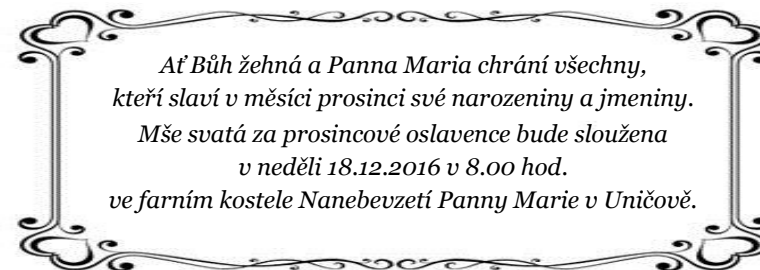 Ať Bůh žehná a Panna Maria chrání všechny,
kteří slaví v měsíci prosinci své narozeniny a jmeniny.
Mše svatá za prosincové oslavence bude sloužena
v neděli 18.12.2016 v 8.00 hod.
ve farním kostele Nanebevzetí Panny Marie v Uničově.